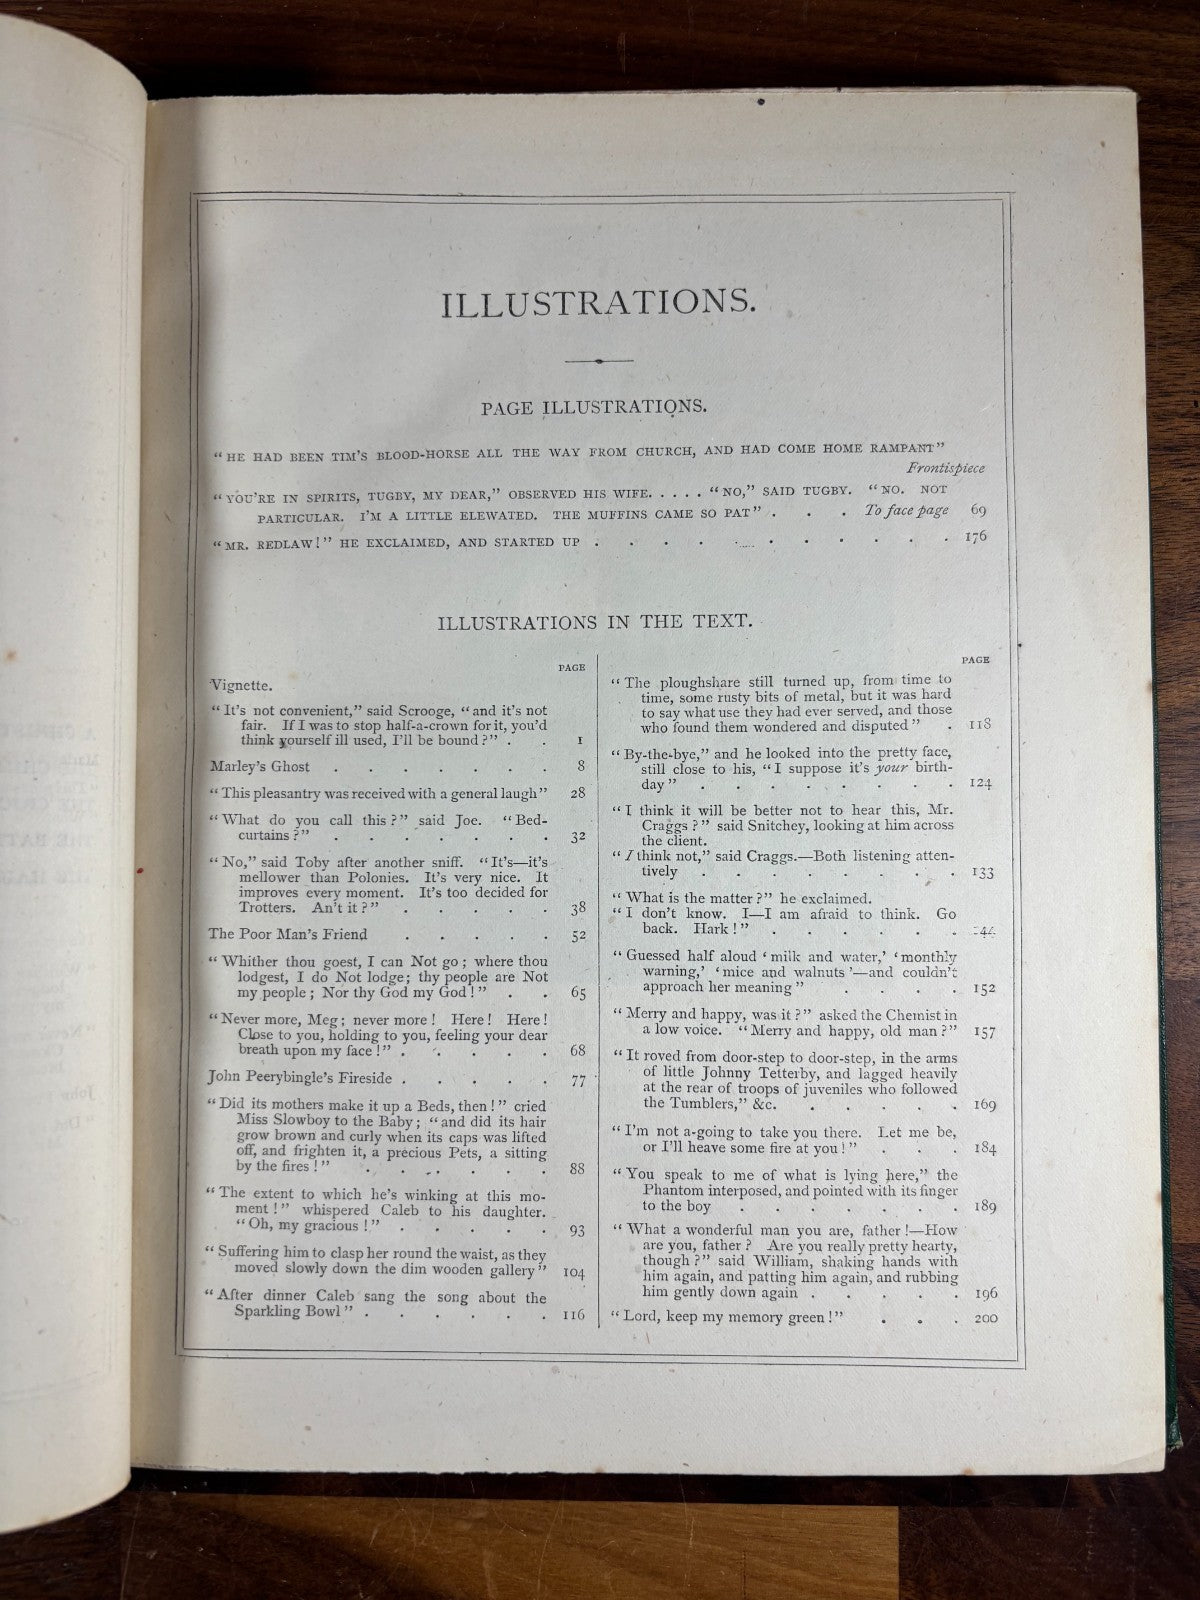 ILLUSTRATIONS.
PAGE ILLUSTRATIONS.
"HE HAD BEEN TIM'S BLOOD-HORSE ALL THE WAY FROM CHURCH, AND HAD COME HOME RAMPANT"
Frontispiece
"YOU'RE IN SPIRITS, TUGBY, MY DEAR," OBSERVED HIS WIFE. . . . . "NO," SAID TUGBY. "NO. NOT
PARTICULAR. I'M A LITTLE ELEVATED. THE MUFFINS CAME SO PAT" . . . To face page 69
"MR. REDLAW!" HE EXCLAIMED, AND STARTED UP . . . . . . . . . . . 176
ILLUSTRATIONS IN THE TEXT.
PAGE
Vignette.
"It's not convenient," said Scrooge, "and it's not
fair. If I was to stop half-a-crown for it, you'd
think yourself ill used, I'll be bound?" . . 1
Marley's Ghost . . . . . . . 8
"This pleasantry was received with a general laugh" 28
"What do you call this?" said Joe. "Bed-
curtains?" . . . . . . . 32
"No," said Toby after another sniff. "It's—it's
mellower than Polonies. It's very nice. It
improves every moment. It's too decided for
Trotters. An't it?" . . . . . 38
The Poor Man's Friend . . . . . 52
"Whither thou goest, I can Not go; where thou
lodgest, I do Not lodge; thy people are Not
my people; Nor thy God my God!" . . 65
"Never more, Meg; never more! Here! Here!
Close to you, holding to you, feeling your dear
breath upon my face!" . . . . . 68
John Peerybingle's Fireside . . . . . 77
"Did its mothers make it up a Beds, then!" cried
Miss Slowboy to the Baby; "and did its hair
grow brown and curly when its caps was lifted
off, and frighten it, a precious Pets, a sitting
by the fires!" . . . . . . 88
"The extent to which he's winking at this mo-
ment!" whispered Caleb to his daughter.
"Oh, my gracious!" . . . . . 93
"Suffering him to clasp her round the waist, as they
moved slowly down the dim wooden gallery" 104
"After dinner Caleb sang the song about the
Sparkling Bowl" . . . . . . 116
PAGE
"The ploughshare still turned up, from time to
time, some rusty bits of metal, but it was hard
to say what use they had ever served, and those
who found them wondered and disputed" . 118
"By-the-bye," and he looked into the pretty face,
still close to his, "I suppose it's your birth-
day" . . . . . . . . 124
"I think it will be better not to hear this, Mr.
Craggs?" said Snitchey, looking at him across
the client.
"I think not," said Craggs.—Both listening atten-
tively . . . . . . . . 133
"What is the matter?" he exclaimed.
"I don't know. I—I am afraid to think. Go
back. Hark!" . . . . . .
"Guessed half aloud 'milk and water,' 'monthly
warning,' 'mice and walnuts'—and couldn't
approach her meaning" . . . . 152
"Merry and happy, was it?" asked the Chemist in
a low voice. "Merry and happy, old man?" 157
"It roved from door-step to door-step, in the arms
of little Johnny Tetterby, and lagged heavily
at the rear of troops of juveniles who followed
the Tumblers," &c. . . . . . 169
"I'm not a-going to take you there. Let me be,
or I'll heave some fire at you!" . . . 184
"You speak to me of what is lying here," the
Phantom interposed, and pointed with its finger
to the boy . . . . . . . 189
"What a wonderful man you are, father!—How
are you, father? Are you really pretty hearty,
though?" said William, shaking hands with
him again, and patting him again, and rubbing
him gently down again . . . . . 196
"Lord, keep my memory green!" . . . 200